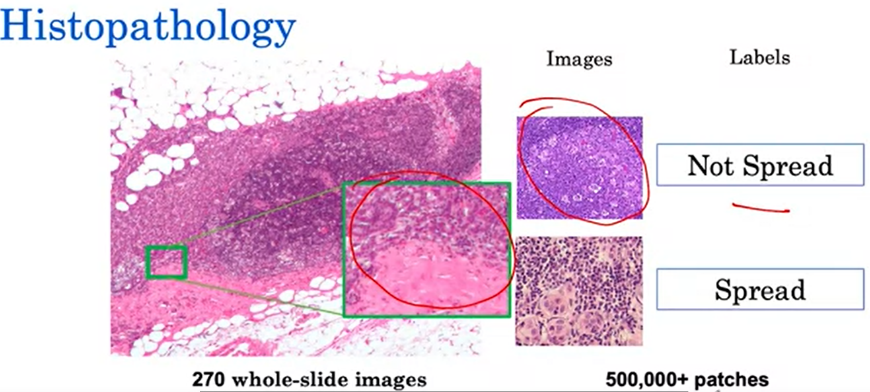 Histopathology
Images
Labels
Not Spread
Spread
270 whole-slide images
500,000+ patches